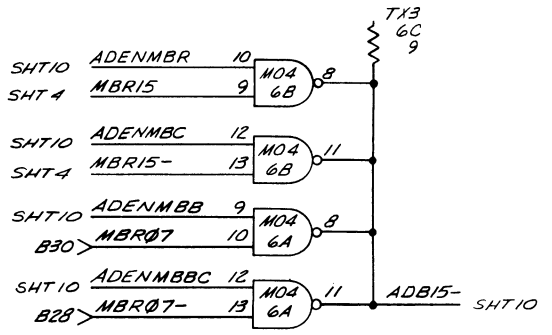 TX3
6C
9
SHT10 ADENMBR 10 M04 8
SHT4 MBR15 9 6B
SHT10 ADENMBC 12 M04 11
SHT4 MBR15- 13 6B
SHT10 ADENMBB 9 M04 8
B30 MBRØ7 10 6A
SHT10 ADENMBBC 12 M04 11 ADB15- SHT10
B28 MBRØ7- 13 6A